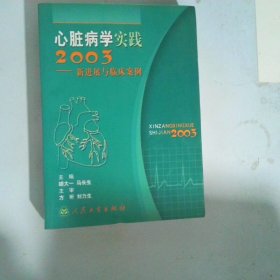 心脏病学实践
2003
——新进展与临床案例
XINZANGBINGXUE
SHIJIAN 2003
主编
胡大一 马长生
主审
方圻 刘力生
人民卫生出版社